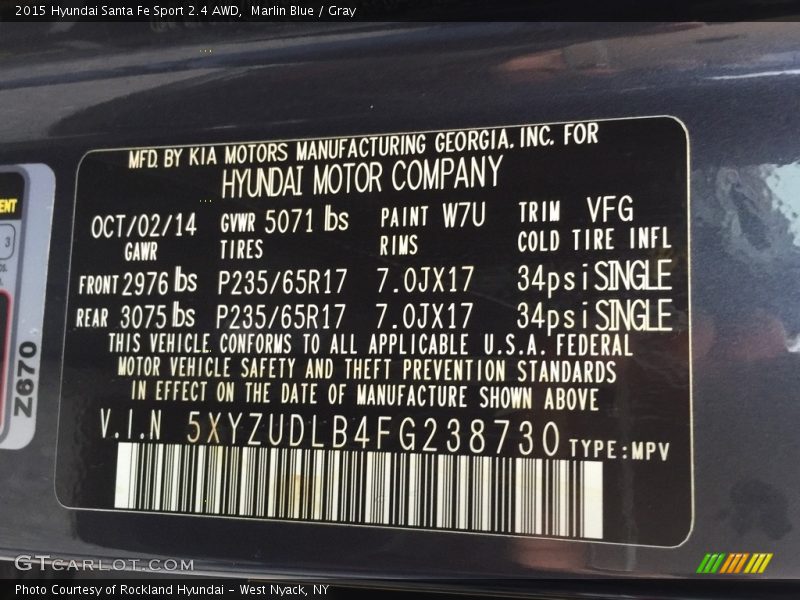 2015 Hyundai Santa Fe Sport 2.4 AWD,  Marlin Blue / Gray
MFD. BY KIA MOTORS MANUFACTURING GEORGIA. INC. FOR
HYUNDAI MOTOR COMPANY
OCT/02/14 GVWR 5071 lbs PAINT W7U TRIM VFG
GAWR TIRES RIMS COLD TIRE INFL
FRONT 2976 lbs P235/65R17 7.0JX17 34psi SINGLE
REAR 3075 lbs P235/65R17 7.0JX17 34psi SINGLE
THIS VEHICLE CONFORMS TO ALL APPLICABLE U.S.A. FEDERAL
MOTOR VEHICLE SAFETY AND THEFT PREVENTION STANDARDS
IN EFFECT ON THE DATE OF MANUFACTURE SHOWN ABOVE
V.I.N 5XYZUDLB4FG238730 TYPE:MPV
3
Z670
GTCARLOT.COM
Photo Courtesy of Rockland Hyundai - West Nyack, NY